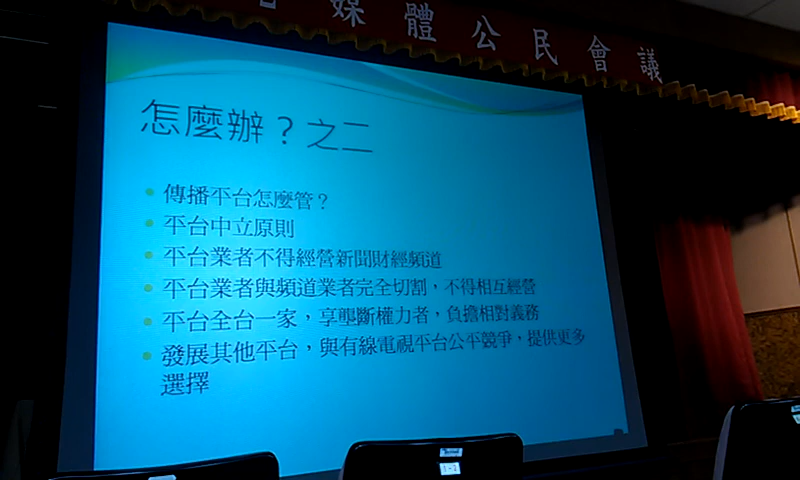 媒體公民會議
怎麼辦？之二
傳播平台怎麼管？
平台中立原則
平台業者不得經營新聞財經頻道
平台業者與頻道業者完全切割，不得相互經營
平台全台一家，享壟斷權力者，負擔相對義務
發展其他平台，與有線電視平台公平競爭，提供更多
選擇
1-2